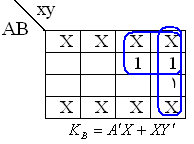 xy
AB
X X X X
1 1
1
X X X X
K_B = A'X + XY'